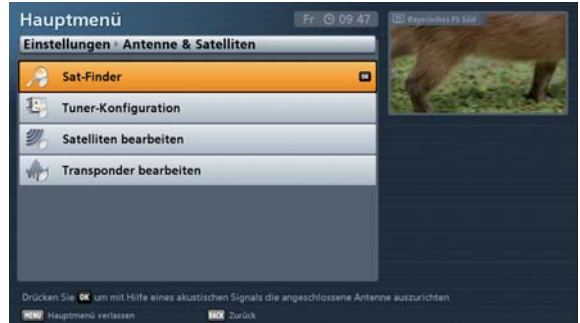 Hauptmenü
Fr 09 47
Bayerisches FS Süd
Einstellungen › Antenne & Satelliten
Sat-Finder OK
Tuner-Konfiguration
Satelliten bearbeiten
Transponder bearbeiten
Drücken Sie OK um mit Hilfe eines akustischen Signals die angeschlossene Antenne auszurichten
MENU Hauptmenü verlassen BACK Zurück